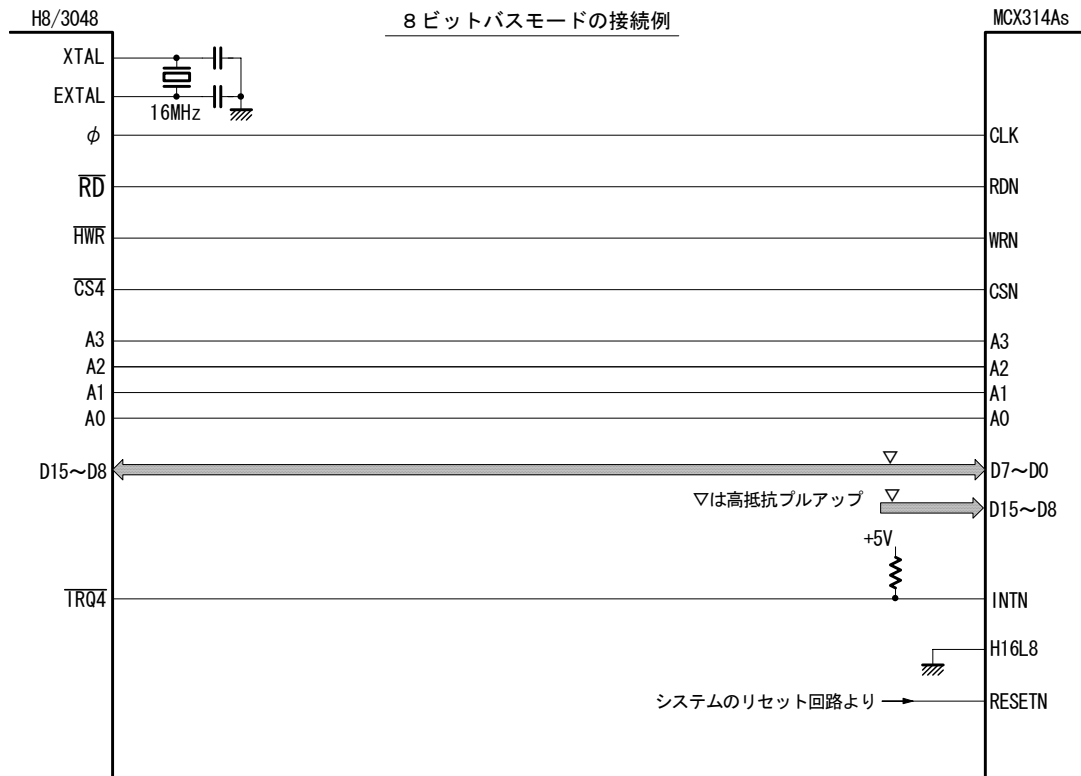 H8/3048
8ビットバスモードの接続例
MCX314As
XTAL
EXTAL
16MHz
φ
CLK
RD
RDN
HWR
WRN
CS4
CSN
A3
A3
A2
A2
A1
A1
A0
A0
D15～D8
▽
D7～D0
▽は高抵抗プルアップ
▽
D15～D8
+5V
IRQ4
INTN
H16L8
システムのリセット回路より
RESETN